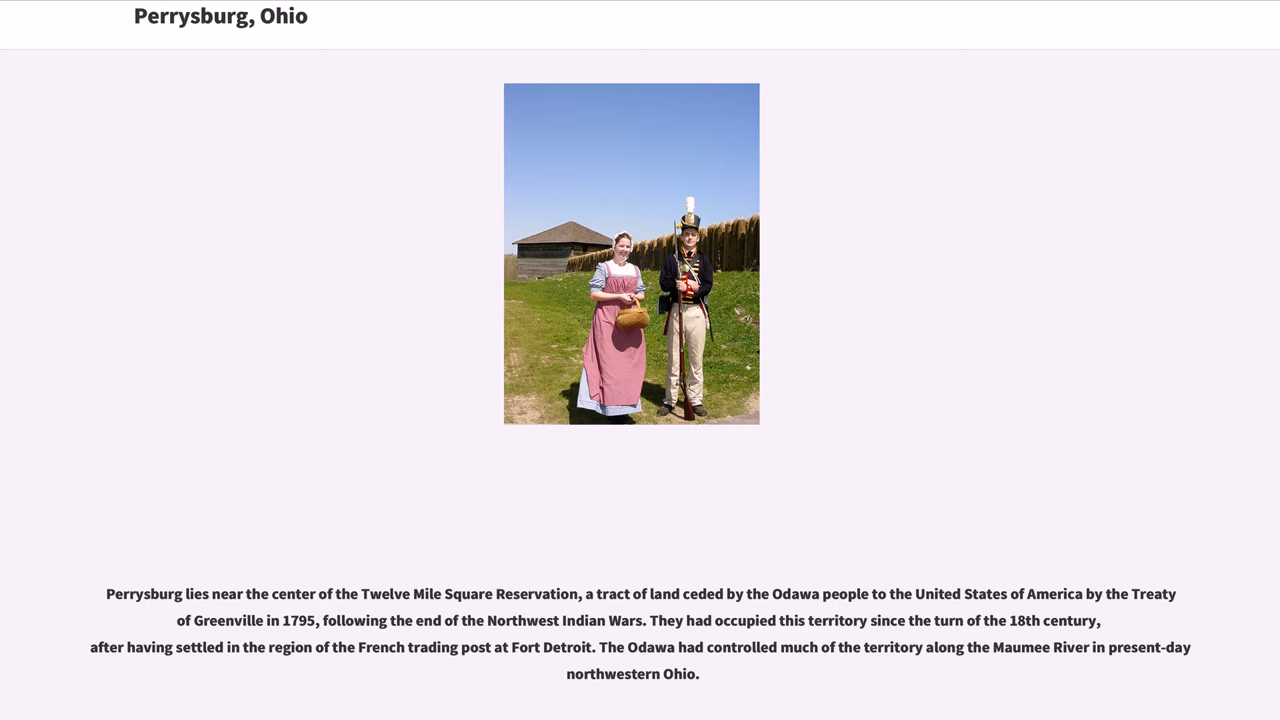 Perrysburg, Ohio
Perrysburg lies near the center of the Twelve Mile Square Reservation, a tract of land ceded by the Odawa people to the United States of America by the Treaty
of Greenville in 1795, following the end of the Northwest Indian Wars. They had occupied this territory since the turn of the 18th century,
after having settled in the region of the French trading post at Fort Detroit. The Odawa had controlled much of the territory along the Maumee River in present-day
northwestern Ohio.